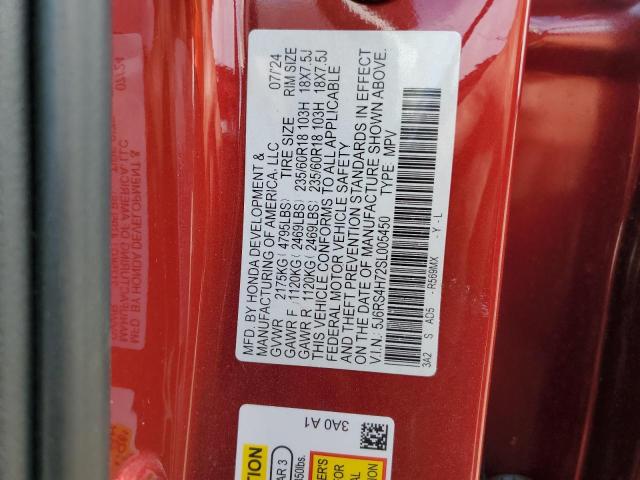 MFD. BY HONDA DEVELOPMENT &
MANUFACTURING OF AMERICA, LLC 07/'24
GVWR 2175KG ( 4795LBS) TIRE SIZE RIM SIZE
GAWR F 1120KG ( 2469LBS) 235/60R18 103H 18X7.5J
GAWR R 1120KG ( 2469LBS) 235/60R18 103H 18X7.5J
THIS VEHICLE CONFORMS TO ALL APPLICABLE
FEDERAL MOTOR VEHICLE SAFETY
AND THEFT PREVENTION STANDARDS IN EFFECT
ON THE DATE OF MANUFACTURE SHOWN ABOVE.
V.I.N.: 5J6RS4H72SL005450 TYPE: MPV
3A2 S AC5 - R569MX - Y - L
3A0 A1